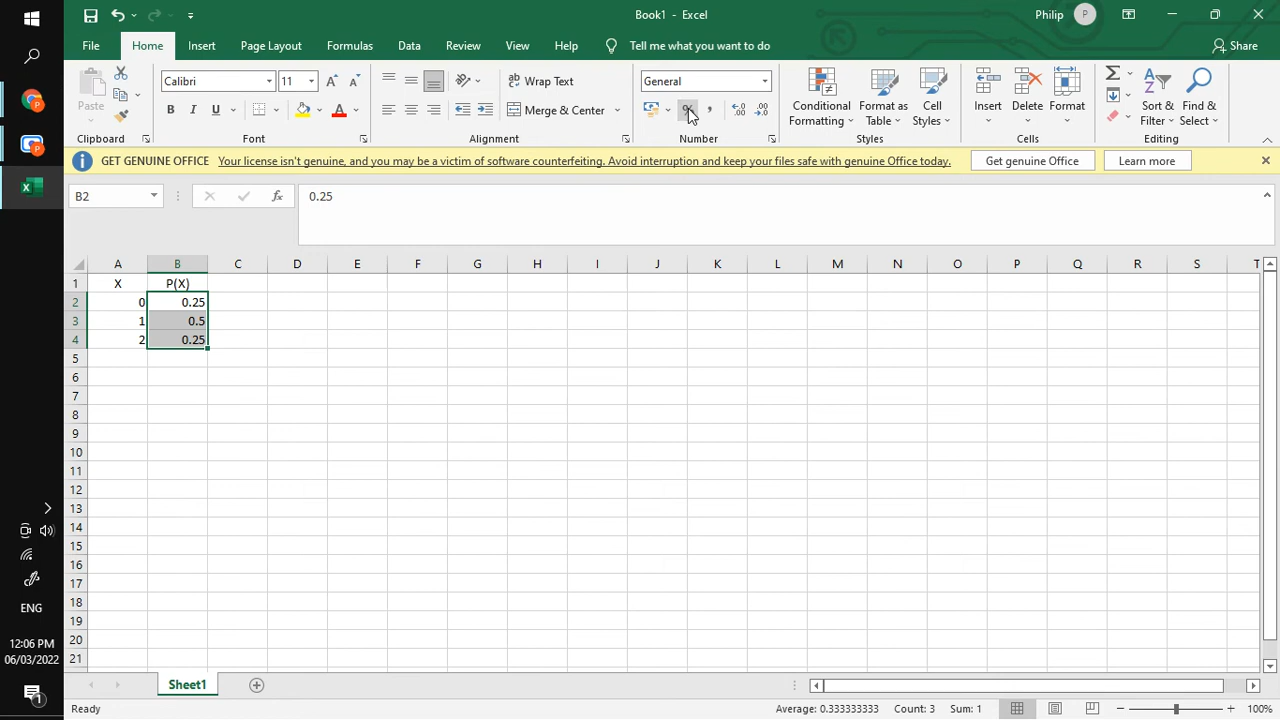 Book1 - Excel
Philip P
File Home Insert Page Layout Formulas Data Review View Help Tell me what you want to do Share
Paste Calibri 11 Wrap Text General Conditional Formatting Format as Table Cell Styles Insert Delete Format Sort & Filter Find & Select
B I U A Merge & Center % ,
Clipboard Font Alignment Number Styles Cells Editing
GET GENUINE OFFICE Your license isn't genuine, and you may be a victim of software counterfeiting. Avoid interruption and keep your files safe with genuine Office today. Get genuine Office Learn more
B2 fx 0.25
A B C D E F G H I J K L M N O P Q R S T
1 X P(X)
2 0 0.25
3 1 0.5
4 2 0.25
5
6
7
8
9
10
11
12
13
14
15
16
17
18
19
20
21
ENG
12:06 PM
06/03/2022
Sheet1
Ready Average: 0.333333333 Count: 3 Sum: 1 100%